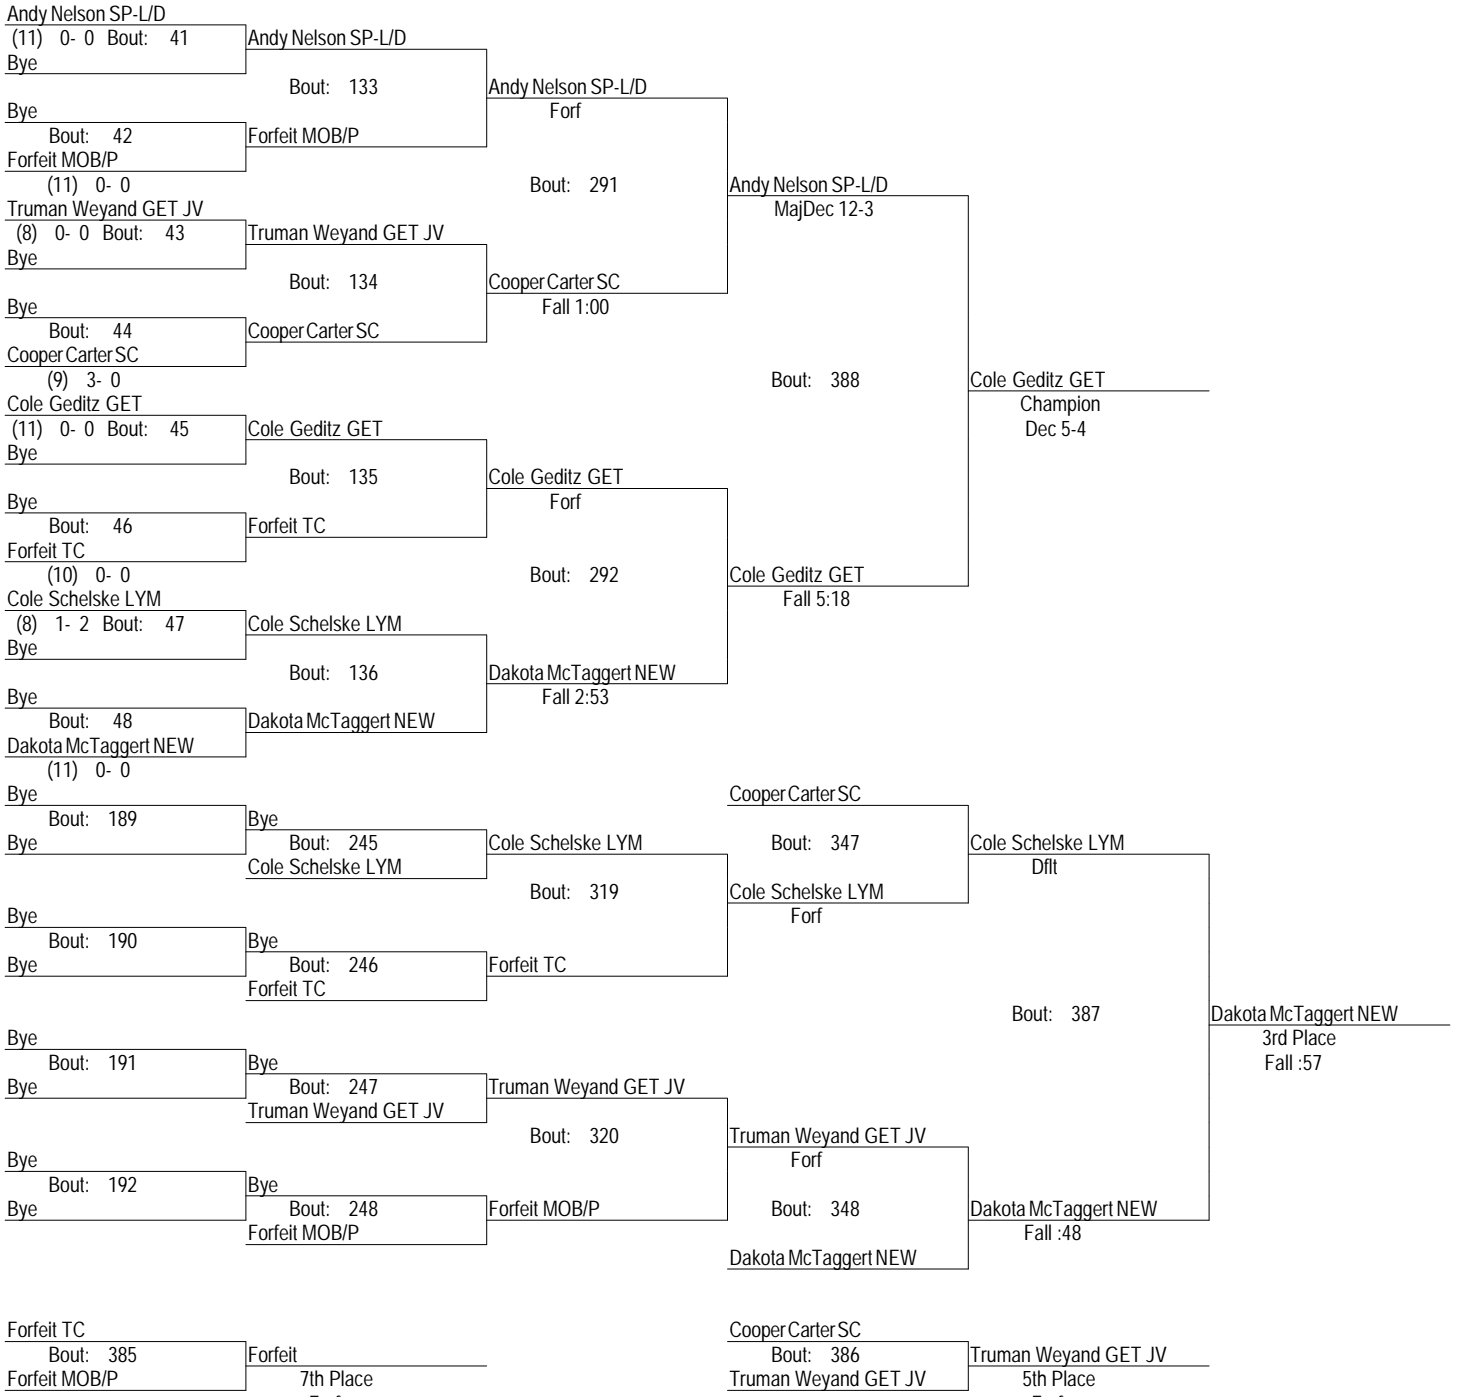 Andy Nelson SP-L/D
(11) 0- 0 Bout: 41 Andy Nelson SP-L/D
Bye
Bout: 133 Andy Nelson SP-L/D
Bye Forf
Bout: 42 Forfeit MOB/P
Forfeit MOB/P
(11) 0- 0 Bout: 291 Andy Nelson SP-L/D
Truman Weyand GET JV MajDec 12-3
(8) 0- 0 Bout: 43 Truman Weyand GET JV
Bye
Bout: 134 Cooper Carter SC
Bye Fall 1:00
Bout: 44 Cooper Carter SC
Cooper Carter SC
(9) 3- 0 Bout: 388 Cole Geditz GET
Cole Geditz GET Champion
(11) 0- 0 Bout: 45 Cole Geditz GET Dec 5-4
Bye
Bout: 135 Cole Geditz GET
Bye Forf
Bout: 46 Forfeit TC
Forfeit TC
(10) 0- 0 Bout: 292 Cole Geditz GET
Cole Schelske LYM Fall 5:18
(8) 1- 2 Bout: 47 Cole Schelske LYM
Bye
Bout: 136 Dakota McTaggert NEW
Bye Fall 2:53
Bout: 48 Dakota McTaggert NEW
Dakota McTaggert NEW
(11) 0- 0
Bye Cooper Carter SC
Bout: 189 Bye
Bye Bout: 245 Cole Schelske LYM Bout: 347 Cole Schelske LYM
Cole Schelske LYM Dflt
Bout: 319 Cole Schelske LYM
Bye Forf
Bout: 190 Bye
Bye Bout: 246 Forfeit TC
Forfeit TC
Bout: 387 Dakota McTaggert NEW
Bye 3rd Place
Bout: 191 Bye Fall :57
Bye Bout: 247 Truman Weyand GET JV
Truman Weyand GET JV
Bout: 320 Truman Weyand GET JV
Bye Forf
Bout: 192 Bye
Bye Bout: 248 Forfeit MOB/P Bout: 348 Dakota McTaggert NEW
Forfeit MOB/P Fall :48
Dakota McTaggert NEW
Forfeit TC Cooper Carter SC
Bout: 385 Forfeit Bout: 386 Truman Weyand GET JV
Forfeit MOB/P 7th Place Truman Weyand GET JV 5th Place